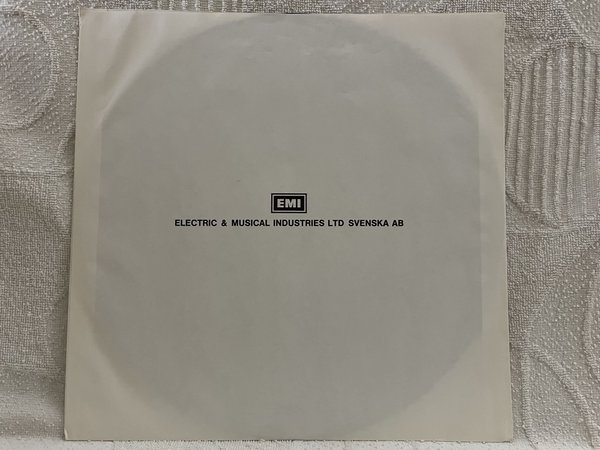 EMI
ELECTRIC & MUSICAL INDUSTRIES LTD SVENSKA AB